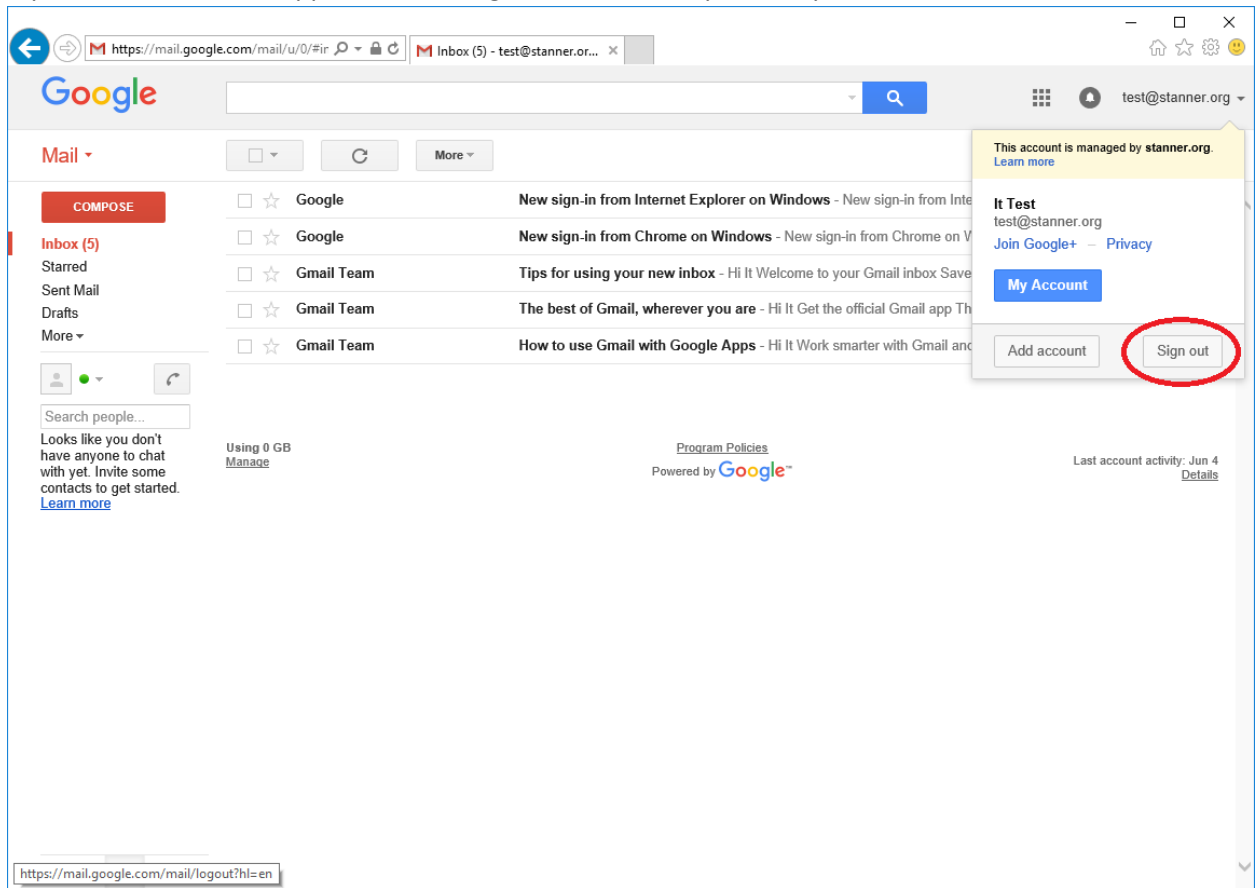 https://mail.google.com/mail/u/0/#ir
Inbox (5) - test@stanner.or...
Google
test@stanner.org
Mail
More
This account is managed by stanner.org.
Learn more
It Test
test@stanner.org
Join Google+ – Privacy
My Account
Add account
Sign out
COMPOSE
Inbox (5)
Starred
Sent Mail
Drafts
More
Google New sign-in from Internet Explorer on Windows - New sign-in from Inte
Google New sign-in from Chrome on Windows - New sign-in from Chrome on W
Gmail Team Tips for using your new inbox - Hi It Welcome to your Gmail inbox Save
Gmail Team The best of Gmail, wherever you are - Hi It Get the official Gmail app Th
Gmail Team How to use Gmail with Google Apps - Hi It Work smarter with Gmail and
Search people...
Looks like you don't
have anyone to chat
with yet. Invite some
contacts to get started.
Learn more
Using 0 GB
Manage
Program Policies
Powered by Google™
Last account activity: Jun 4
Details
https://mail.google.com/mail/logout?hl=en